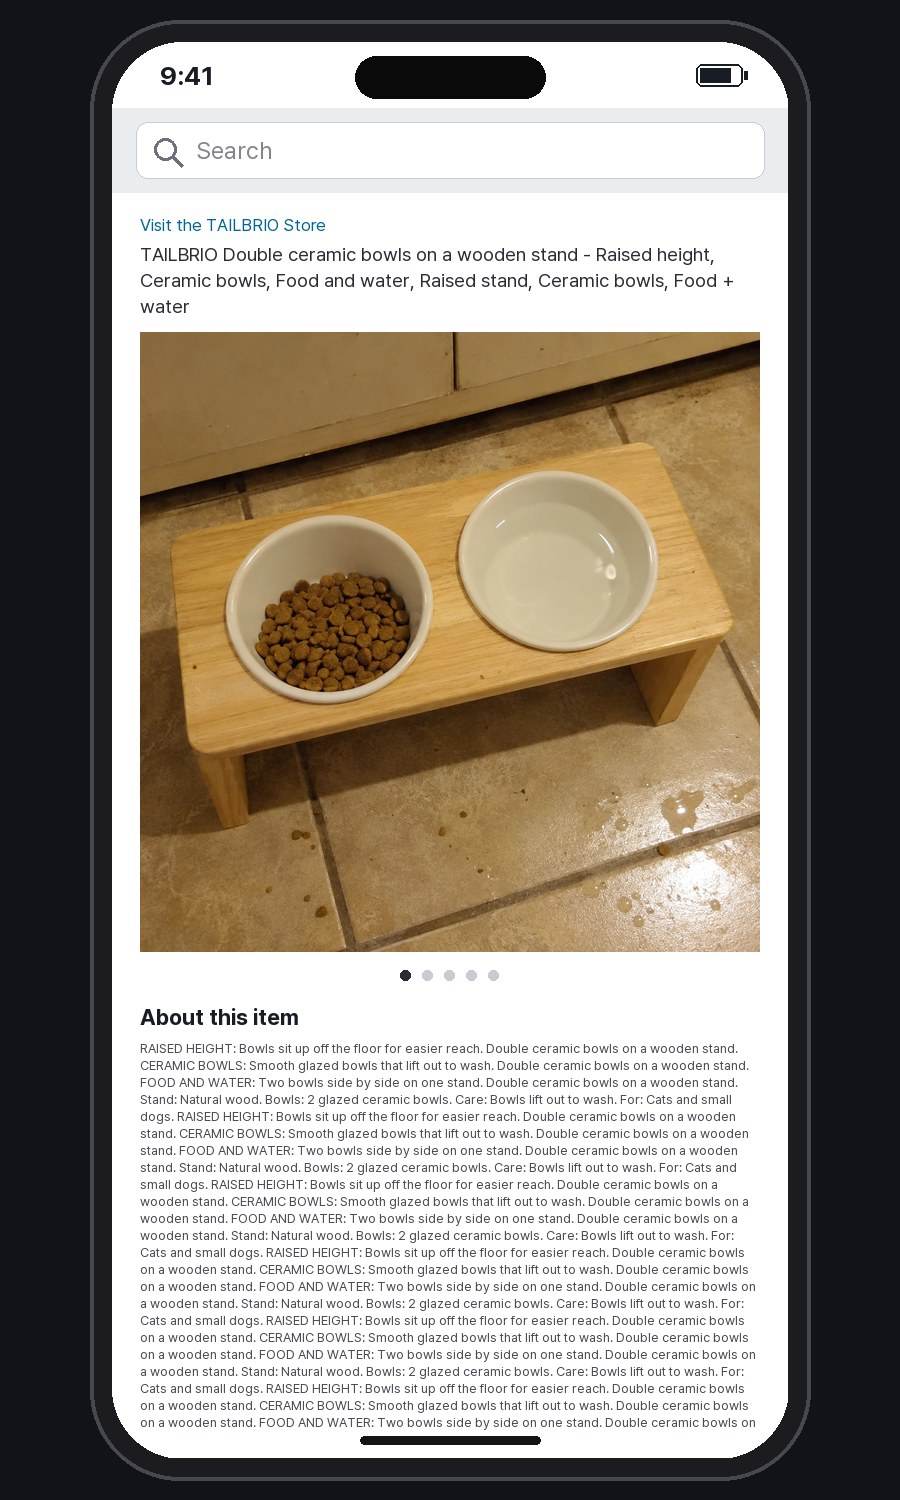 9:41
Search
Visit the TAILBRIO Store
TAILBRIO Double ceramic bowls on a wooden stand - Raised height,
Ceramic bowls, Food and water, Raised stand, Ceramic bowls, Food +
water
About this item
RAISED HEIGHT: Bowls sit up off the floor for easier reach. Double ceramic bowls on a wooden stand.
CERAMIC BOWLS: Smooth glazed bowls that lift out to wash. Double ceramic bowls on a wooden stand.
FOOD AND WATER: Two bowls side by side on one stand. Double ceramic bowls on a wooden stand.
Stand: Natural wood. Bowls: 2 glazed ceramic bowls. Care: Bowls lift out to wash. For: Cats and small
dogs. RAISED HEIGHT: Bowls sit up off the floor for easier reach. Double ceramic bowls on a wooden
stand. CERAMIC BOWLS: Smooth glazed bowls that lift out to wash. Double ceramic bowls on a wooden
stand. FOOD AND WATER: Two bowls side by side on one stand. Double ceramic bowls on a wooden
stand. Stand: Natural wood. Bowls: 2 glazed ceramic bowls. Care: Bowls lift out to wash. For: Cats and
small dogs. RAISED HEIGHT: Bowls sit up off the floor for easier reach. Double ceramic bowls on a
wooden stand. CERAMIC BOWLS: Smooth glazed bowls that lift out to wash. Double ceramic bowls on a
wooden stand. FOOD AND WATER: Two bowls side by side on one stand. Double ceramic bowls on a
wooden stand. Stand: Natural wood. Bowls: 2 glazed ceramic bowls. Care: Bowls lift out to wash. For:
Cats and small dogs. RAISED HEIGHT: Bowls sit up off the floor for easier reach. Double ceramic bowls
on a wooden stand. CERAMIC BOWLS: Smooth glazed bowls that lift out to wash. Double ceramic bowls
on a wooden stand. FOOD AND WATER: Two bowls side by side on one stand. Double ceramic bowls on
a wooden stand. Stand: Natural wood. Bowls: 2 glazed ceramic bowls. Care: Bowls lift out to wash. For:
Cats and small dogs. RAISED HEIGHT: Bowls sit up off the floor for easier reach. Double ceramic bowls
on a wooden stand. CERAMIC BOWLS: Smooth glazed bowls that lift out to wash. Double ceramic bowls
on a wooden stand. FOOD AND WATER: Two bowls side by side on one stand. Double ceramic bowls on
a wooden stand. Stand: Natural wood. Bowls: 2 glazed ceramic bowls. Care: Bowls lift out to wash. For:
Cats and small dogs. RAISED HEIGHT: Bowls sit up off the floor for easier reach. Double ceramic bowls
on a wooden stand. CERAMIC BOWLS: Smooth glazed bowls that lift out to wash. Double ceramic bowls
on a wooden stand. FOOD AND WATER: Two bowls side by side on one stand. Double ceramic bowls on